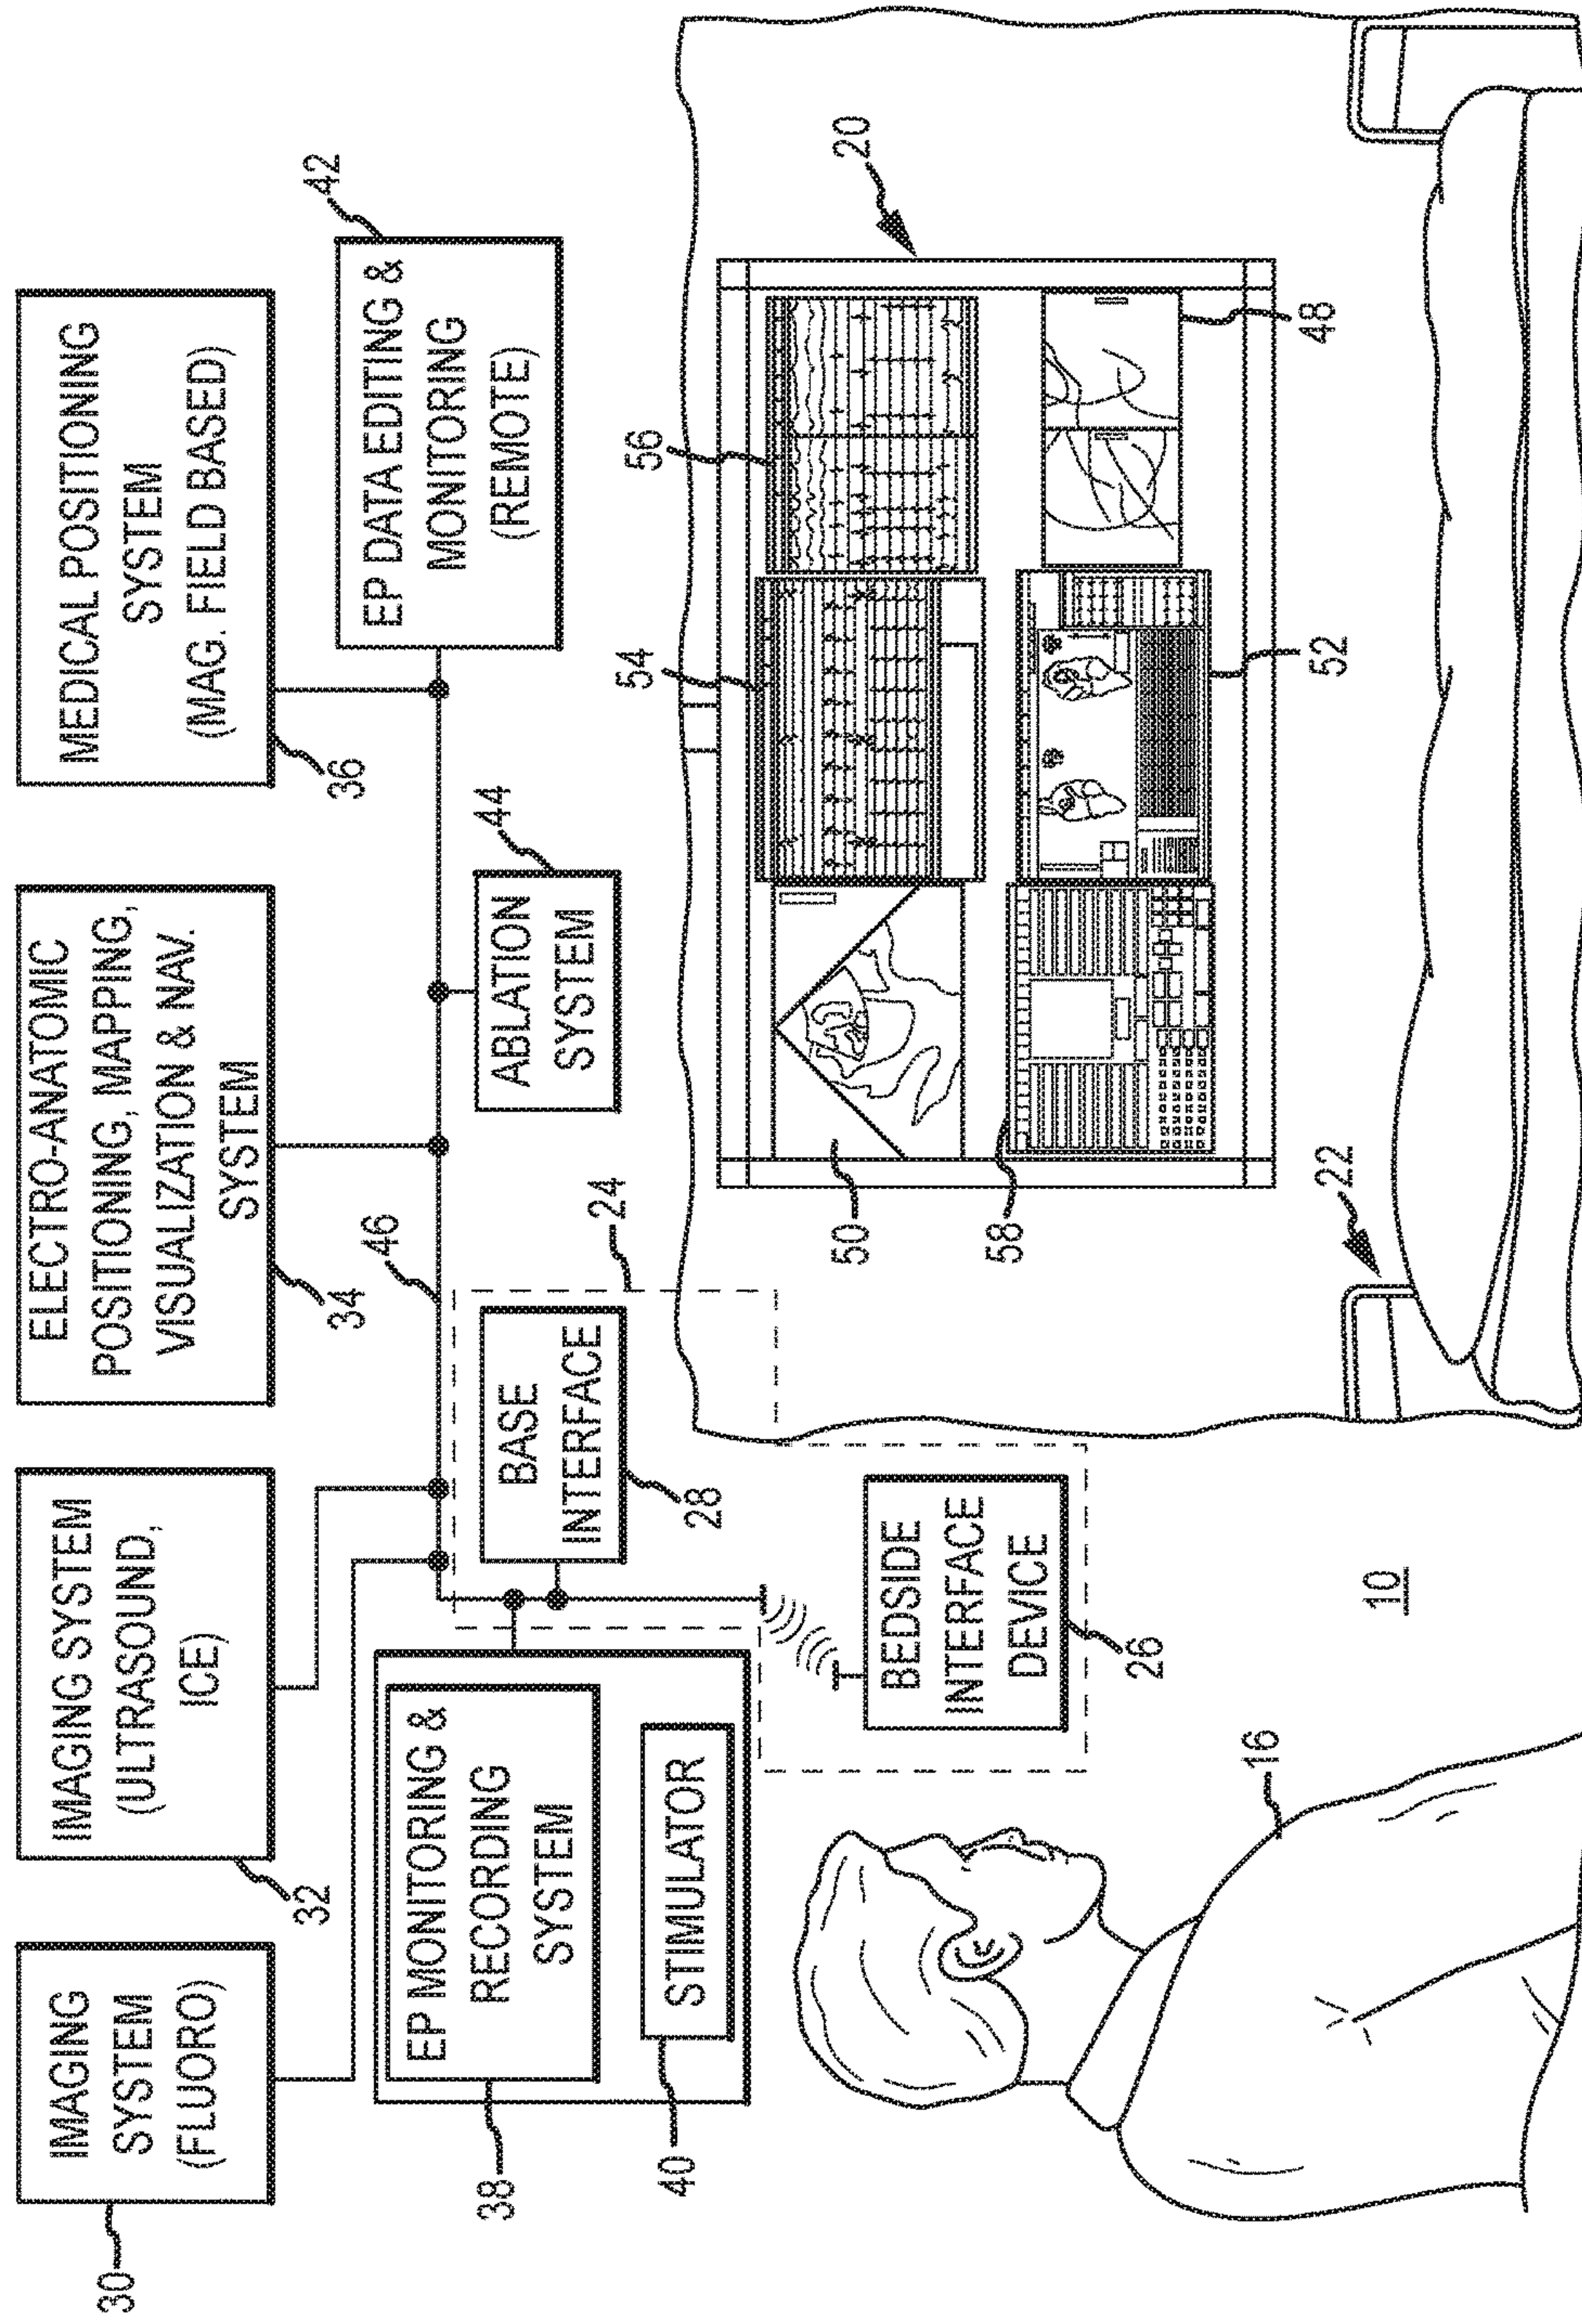 30
IMAGING
SYSTEM
(FLUORO)
32
IMAGING SYSTEM
(ULTRASOUND,
ICE)
34
ELECTRO-ANATOMIC
POSITIONING, MAPPING,
VISUALIZATION & NAV.
SYSTEM
36
MEDICAL POSITIONING
SYSTEM
(MAG. FIELD BASED)
38
EP MONITORING &
RECORDING
SYSTEM
40
STIMULATOR
46
BASE
INTERFACE
28
24
44
ABLATION
SYSTEM
42
EP DATA EDITING &
MONITORING
(REMOTE)
BEDSIDE
INTERFACE
DEVICE
26
54
56
20
50
58
52
48
16
10
22